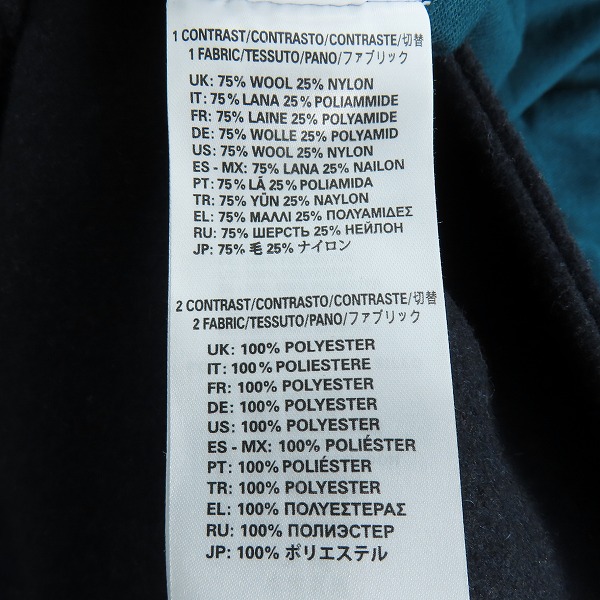 1 CONTRAST/CONTRASTO/CONTRASTE/切替
1 FABRIC/TESSUTO/PANO/ファブリック
UK: 75% WOOL 25% NYLON
IT: 75% LANA 25% POLIAMMIDE
FR: 75% LAINE 25% POLYAMIDE
DE: 75% WOLLE 25% POLYAMID
US: 75% WOOL 25% NYLON
ES - MX: 75% LANA 25% NAILON
PT: 75% LÃ 25% POLIAMIDA
TR: 75% YÜN 25% NAYLON
EL: 75% ΜΑΛΛΙ 25% ΠΟΛΥΑΜΙΔΕΣ
RU: 75% ШЕРСТЬ 25% НЕЙЛОН
JP: 75% 毛 25% ナイロン
2 CONTRAST/CONTRASTO/CONTRASTE/切替
2 FABRIC/TESSUTO/PANO/ファブリック
UK: 100% POLYESTER
IT: 100% POLIESTERE
FR: 100% POLYESTER
DE: 100% POLYESTER
US: 100% POLYESTER
ES - MX: 100% POLIÉSTER
PT: 100% POLIÉSTER
TR: 100% POLYESTER
EL: 100% ΠΟΛΥΕΣΤΕΡΑΣ
RU: 100% ПОЛИЭСТЕР
JP: 100% ポリエステル